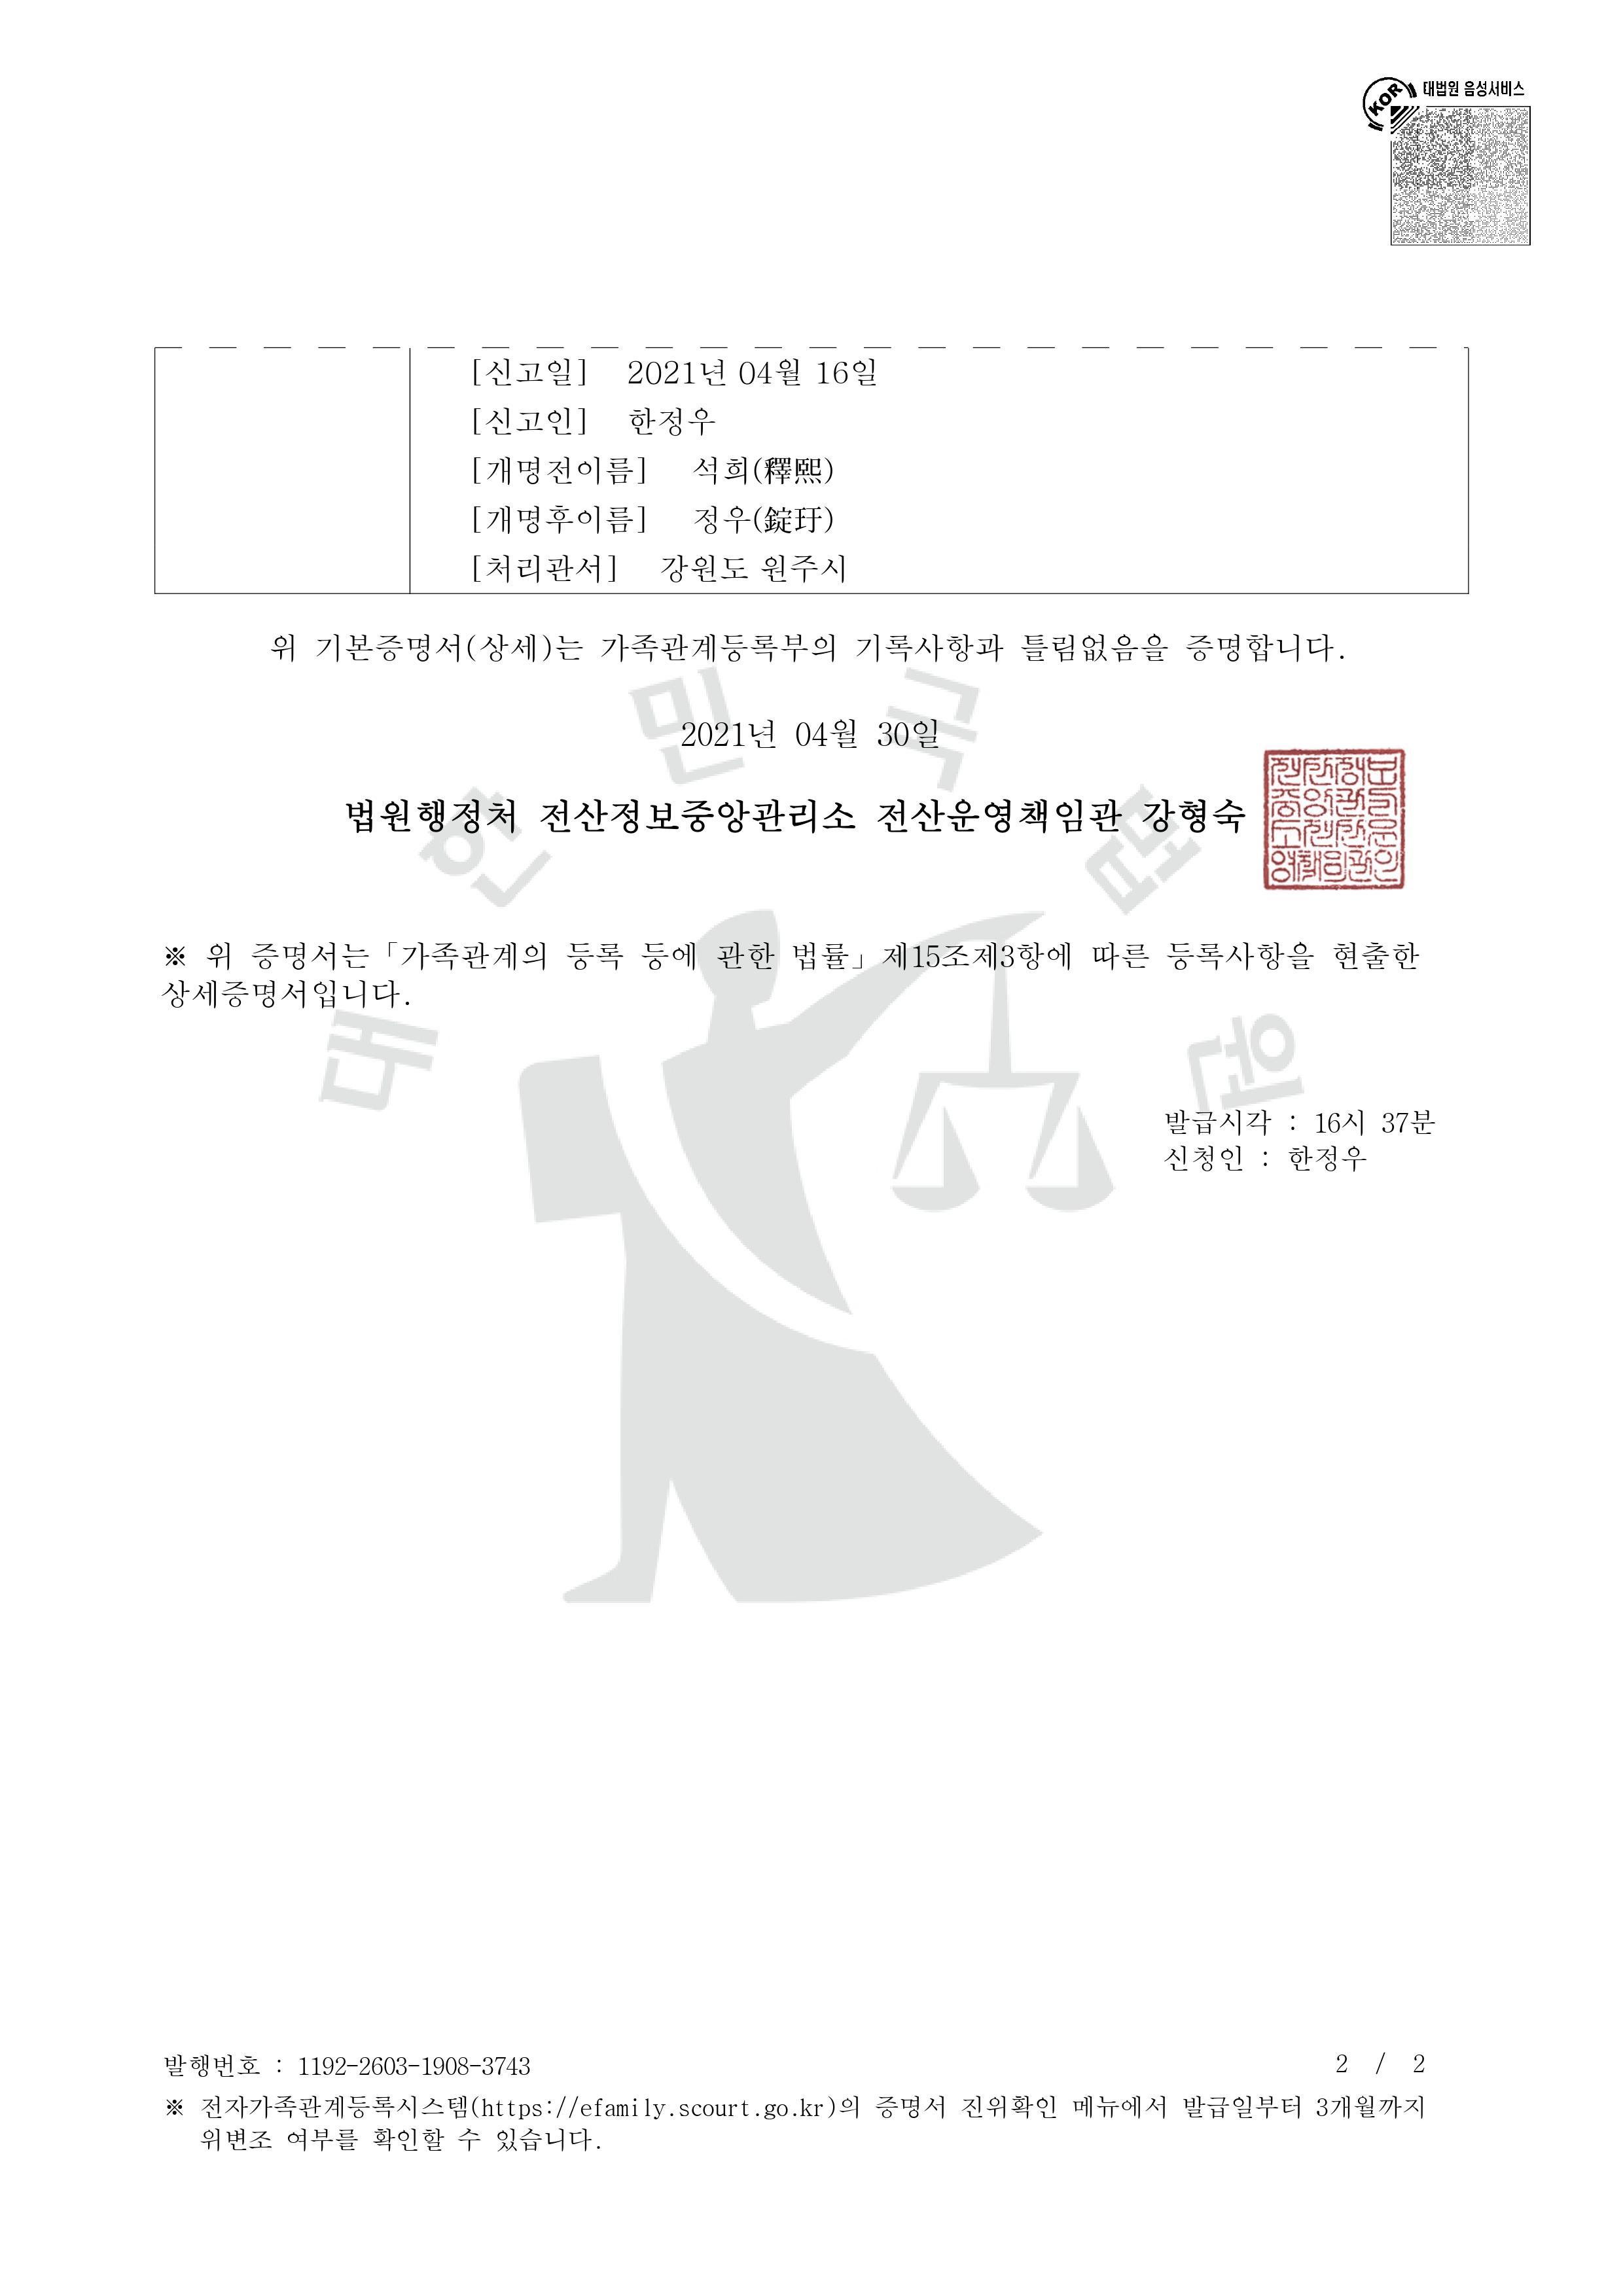 KOR 대법원 음성서비스
[신고일] 2021년 04월 16일
[신고인] 한정우
[개명전이름] 석희(釋熙)
[개명후이름] 정우(錠玗)
[처리관서] 강원도 원주시
위 기본증명서(상세)는 가족관계등록부의 기록사항과 틀림없음을 증명합니다.
2021년 04월 30일
법원행정처 전산정보중앙관리소 전산운영책임관 강형숙
※ 위 증명서는「가족관계의 등록 등에 관한 법률」제15조제3항에 따른 등록사항을 현출한
상세증명서입니다.
대한민국법원
발급시각 : 16시 37분
신청인 : 한정우
발행번호 : 1192-2603-1908-3743
2 / 2
※ 전자가족관계등록시스템(https://efamily.scourt.go.kr)의 증명서 진위확인 메뉴에서 발급일부터 3개월까지
위변조 여부를 확인할 수 있습니다.